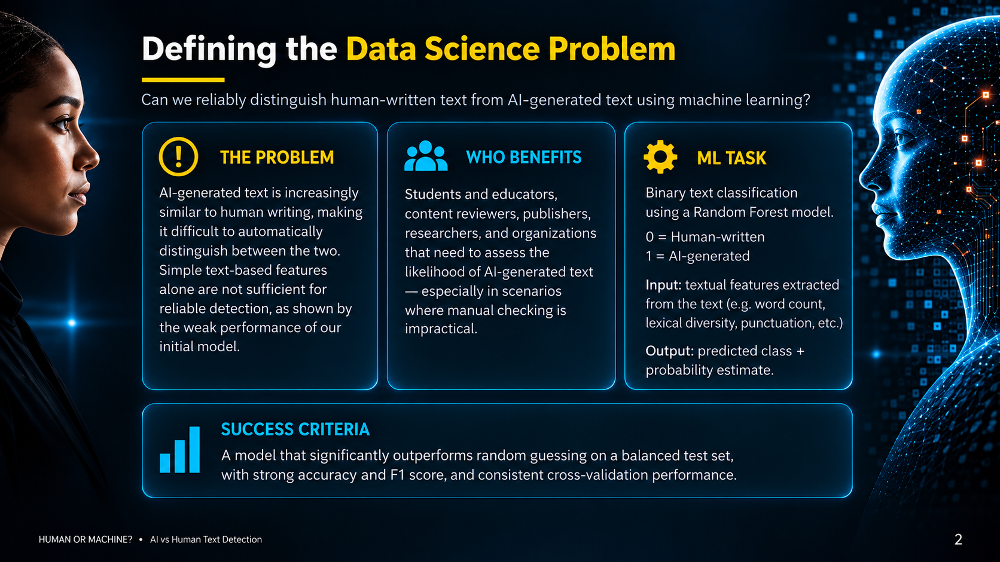 Defining the Data Science Problem
Can we reliably distinguish human-written text from AI-generated text using machine learning?
THE PROBLEM
AI-generated text is increasingly
similar to human writing, making
it difficult to automatically
distinguish between the two.
Simple text-based features
alone are not sufficient for
reliable detection, as shown by
the weak performance of our
initial model.
WHO BENEFITS
Students and educators,
content reviewers, publishers,
researchers, and organizations
that need to assess the
likelihood of AI-generated text
— especially in scenarios
where manual checking is
impractical.
ML TASK
Binary text classification
using a Random Forest model.
0 = Human-written
1 = AI-generated
Input: textual features extracted
from the text (e.g. word count,
lexical diversity, punctuation, etc.)
Output: predicted class +
probability estimate.
SUCCESS CRITERIA
A model that significantly outperforms random guessing on a balanced test set,
with strong accuracy and F1 score, and consistent cross-validation performance.
HUMAN OR MACHINE? • AI vs Human Text Detection
2